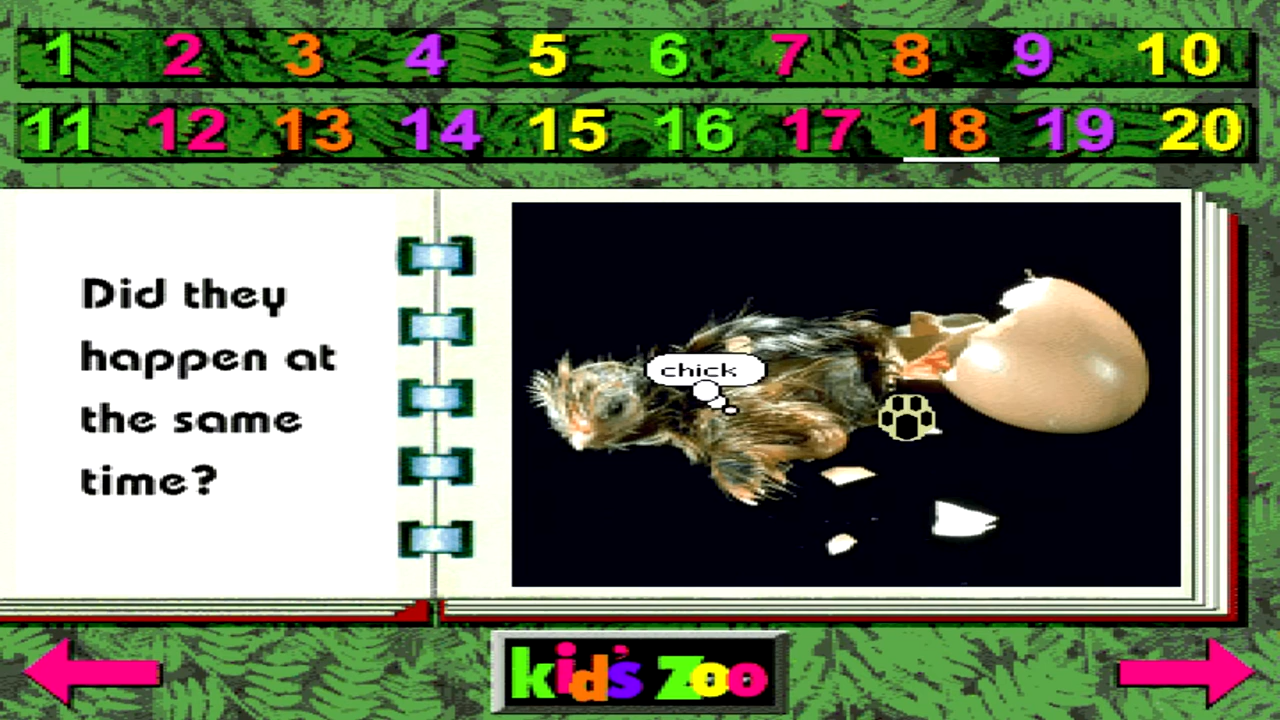 1 2 3 4 5 6 7 8 9 10
11 12 13 14 15 16 17 18 19 20
Did they
happen at
the same
time?
chick
kid's Zoo